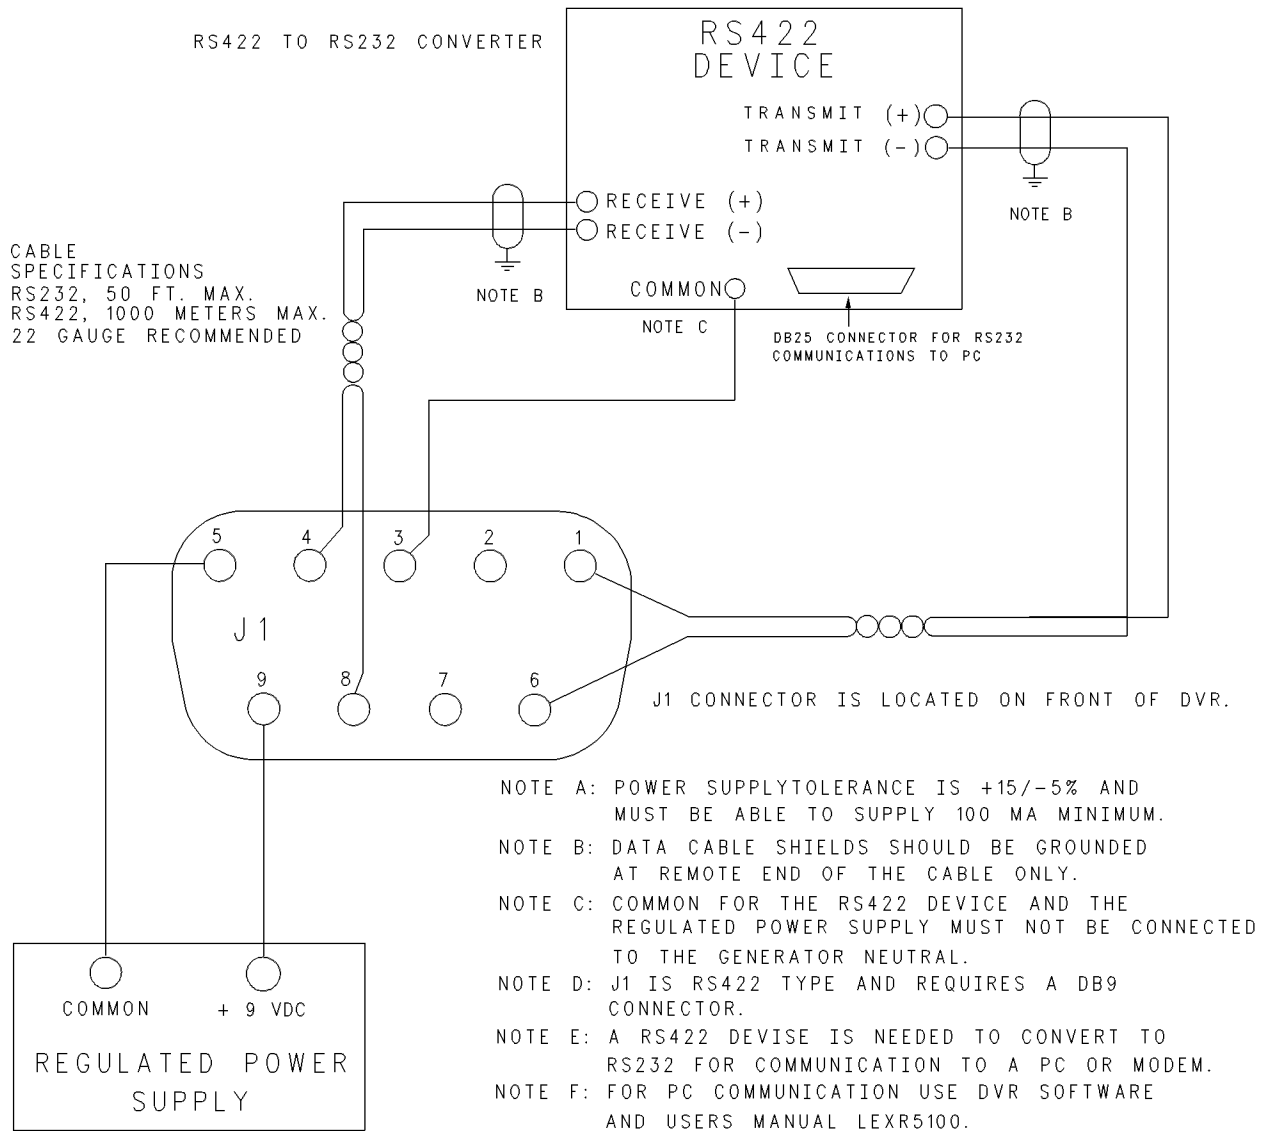 RS422 TO RS232 CONVERTER
RS422
DEVICE
TRANSMIT (+)
TRANSMIT (-)
RECEIVE (+)
RECEIVE (-)
NOTE B
NOTE B
CABLE
SPECIFICATIONS
RS232, 50 FT. MAX.
RS422, 1000 METERS MAX.
22 GAUGE RECOMMENDED
COMMON
NOTE C
DB25 CONNECTOR FOR RS232
COMMUNICATIONS TO PC
5 4 3 2 1
J1
9 8 7 6
J1 CONNECTOR IS LOCATED ON FRONT OF DVR.
NOTE A: POWER SUPPLYTOLERANCE IS +15/-5% AND
MUST BE ABLE TO SUPPLY 100 MA MINIMUM.
NOTE B: DATA CABLE SHIELDS SHOULD BE GROUNDED
AT REMOTE END OF THE CABLE ONLY.
NOTE C: COMMON FOR THE RS422 DEVICE AND THE
REGULATED POWER SUPPLY MUST NOT BE CONNECTED
TO THE GENERATOR NEUTRAL.
NOTE D: J1 IS RS422 TYPE AND REQUIRES A DB9
CONNECTOR.
NOTE E: A RS422 DEVISE IS NEEDED TO CONVERT TO
RS232 FOR COMMUNICATION TO A PC OR MODEM.
NOTE F: FOR PC COMMUNICATION USE DVR SOFTWARE
AND USERS MANUAL LEXR5100.
COMMON
+ 9 VDC
REGULATED POWER
SUPPLY